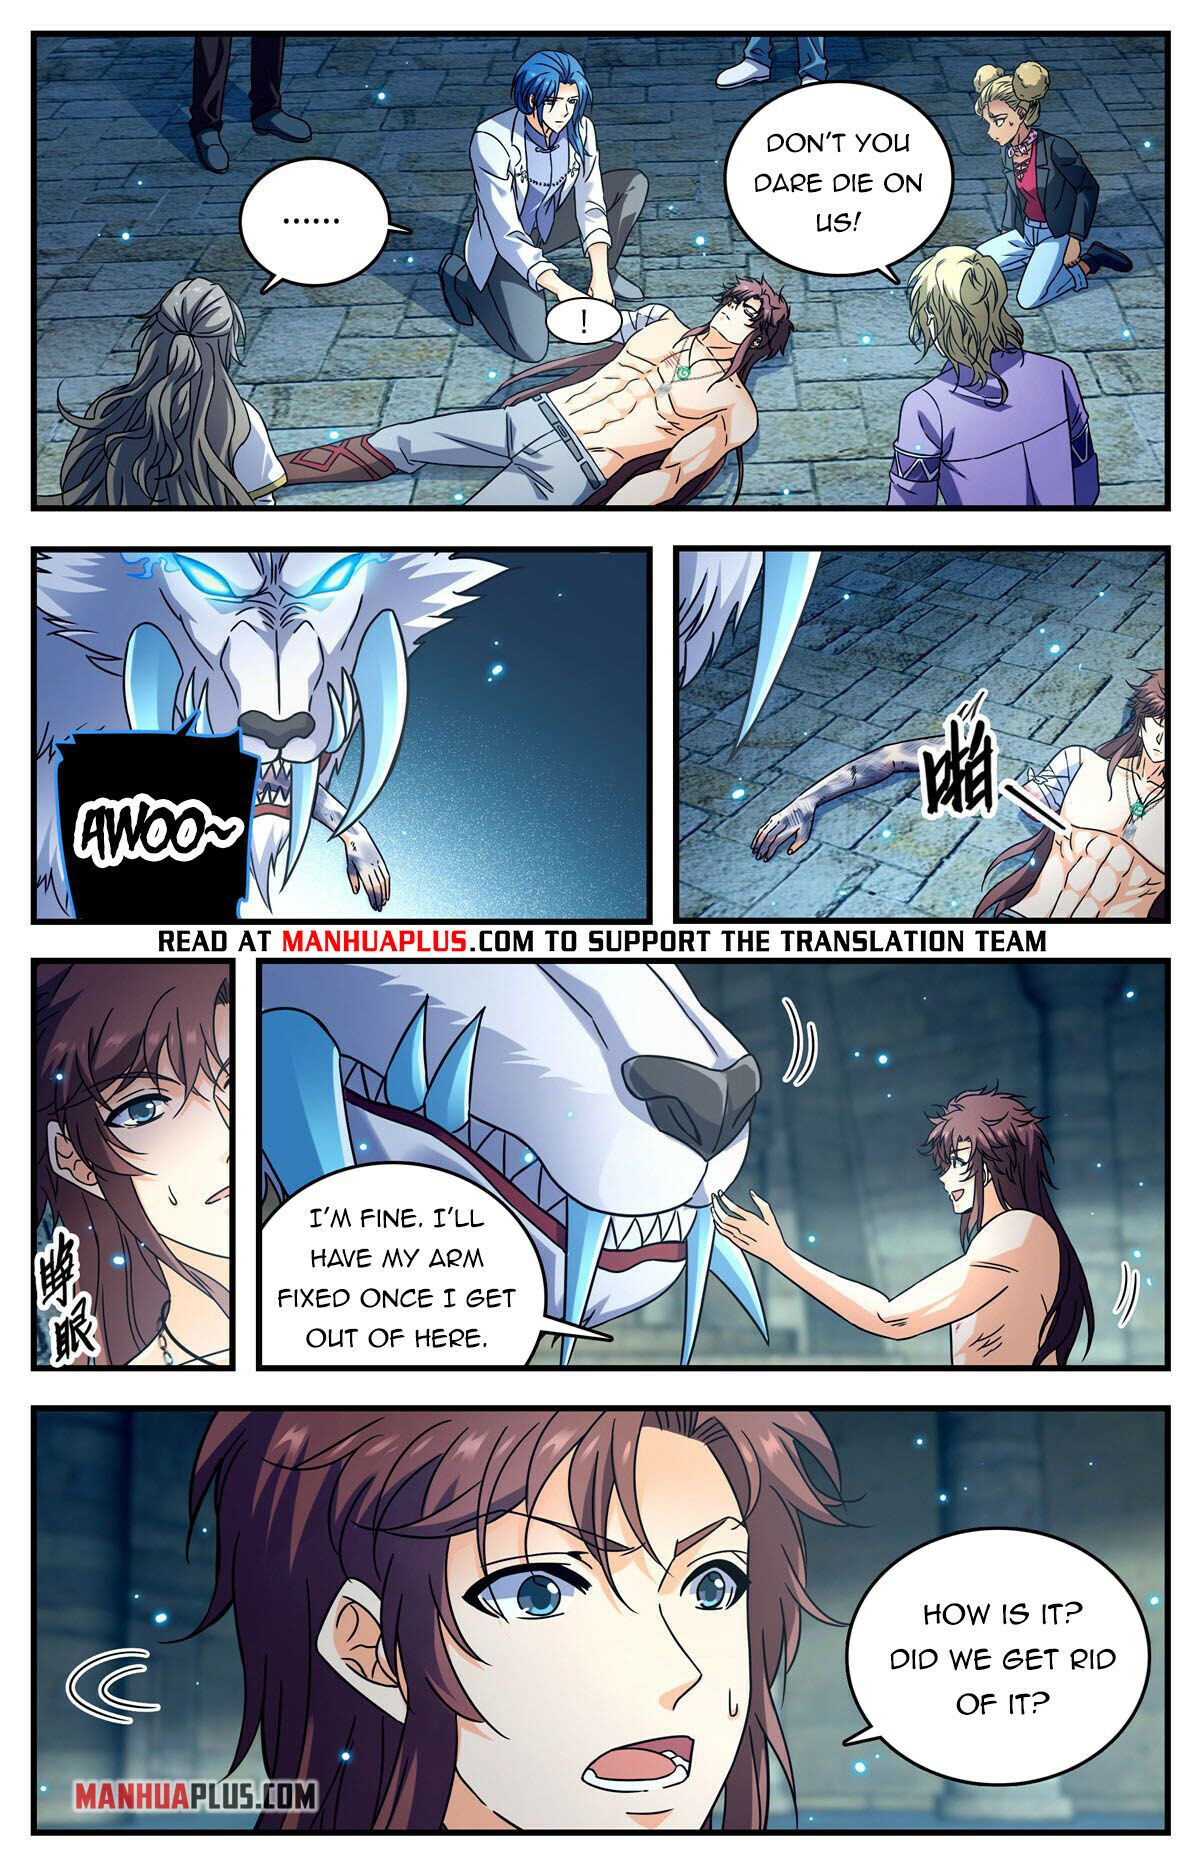 ......
DON'T YOU
DARE DIE ON
US!
!
AWOO~
啪
READ AT MANHUAPLUS.COM TO SUPPORT THE TRANSLATION TEAM
睁
眼
I'M FINE. I'LL
HAVE MY ARM
FIXED ONCE I GET
OUT OF HERE.
HOW IS IT?
DID WE GET RID
OF IT?
MANHUAPLUS.COM